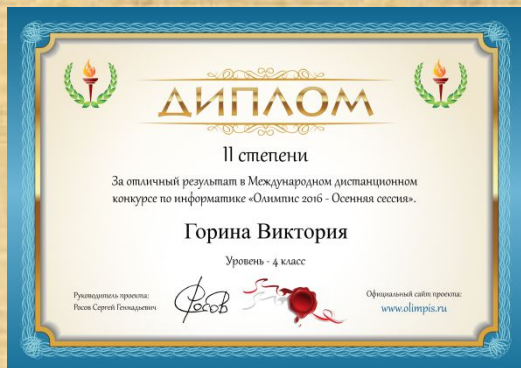 ДИПЛОМ
II степени
За отличный результат в Международном дистанционном
конкурсе по информатике «Олимпис 2016 - Осенняя сессия».
Горина Виктория
Уровень - 4 класс
Руководитель проекта:
Росов Сергей Геннадьевич
Официальный сайт проекта:
www.olimpis.ru